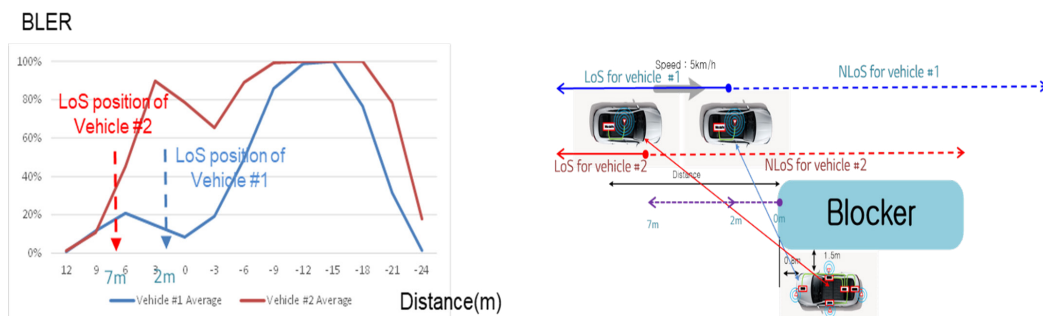 BLER
100%
80%
60%
40%
20%
0%
LoS position of
Vehicle #2
LoS position of
Vehicle #1
12 9 6 3 0 -3 -6 -9 -12 -15 -18 -21 -24
7m 2m
Vehicle #1 Average Vehicle #2 Average
Distance(m)
Speed : 5km/h
LoS for vehicle #1
NLoS for vehicle #1
LoS for vehicle #2
NLoS for vehicle #2
Distance
7m 2m 0m
Blocker
0.8m
1.5m